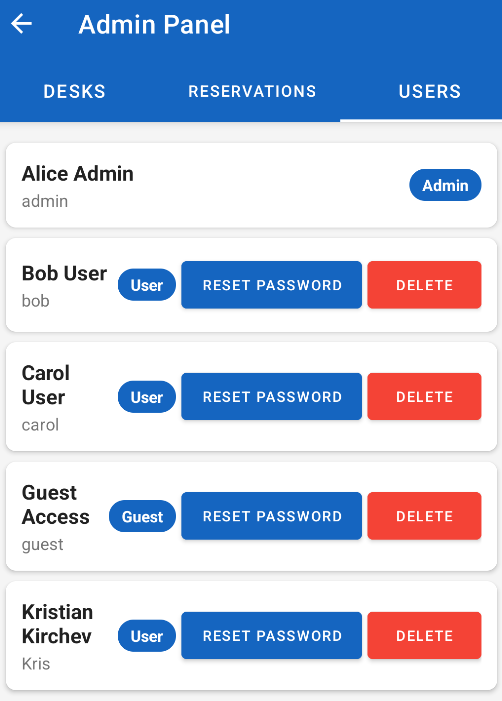 Admin Panel
DESKS RESERVATIONS USERS
Alice Admin
admin
Admin
Bob User
bob
User RESET PASSWORD DELETE
Carol
User
carol
User RESET PASSWORD DELETE
Guest
Access
guest
Guest RESET PASSWORD DELETE
Kristian
Kirchev
Kris
User RESET PASSWORD DELETE